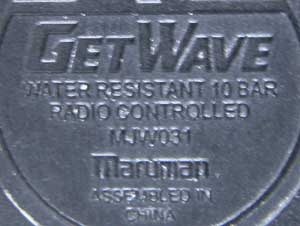 GETWAVE
WATER RESISTANT 10 BAR
RADIO CONTROLLED
MJW031
Maruman
ASSEMBLED IN
CHINA